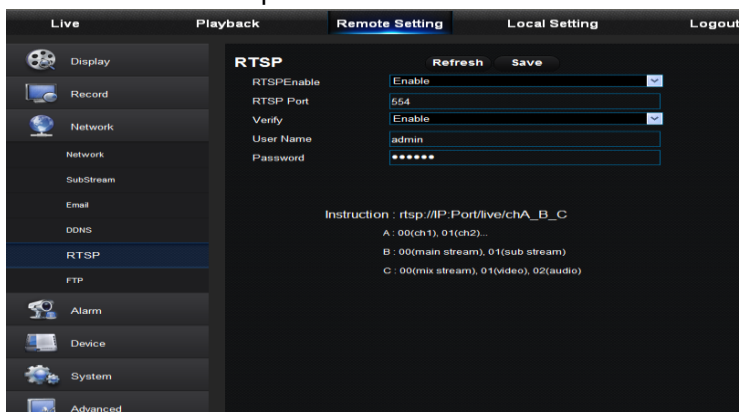 Live Playback Remote Setting Local Setting Logout
Display
Record
Network
Network
SubStream
Email
DDNS
RTSP
FTP
Alarm
Device
System
Advanced
RTSP Refresh Save
RTSPEnable Enable
RTSP Port 554
Verify Enable
User Name admin
Password ●●●●●●
Instruction : rtsp://IP:Port/live/chA_B_C
A : 00(ch1), 01(ch2)...
B : 00(main stream), 01(sub stream)
C : 00(mix stream), 01(video), 02(audio)